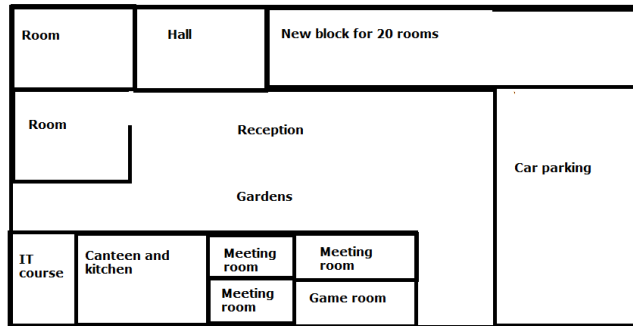 Room
Hall
New block for 20 rooms
Room
Reception
Car parking
Gardens
IT
course
Canteen and
kitchen
Meeting
room
Meeting
room
Meeting
room
Game room